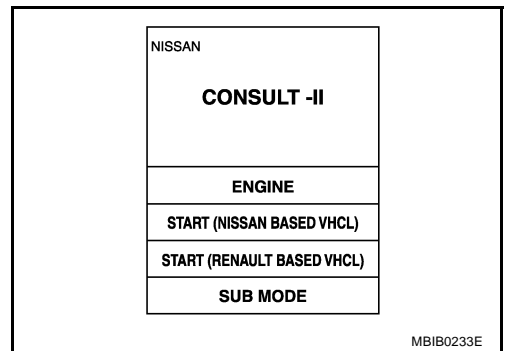 NISSAN
CONSULT -II
ENGINE
START (NISSAN BASED VHCL)
START (RENAULT BASED VHCL)
SUB MODE
MBIB0233E